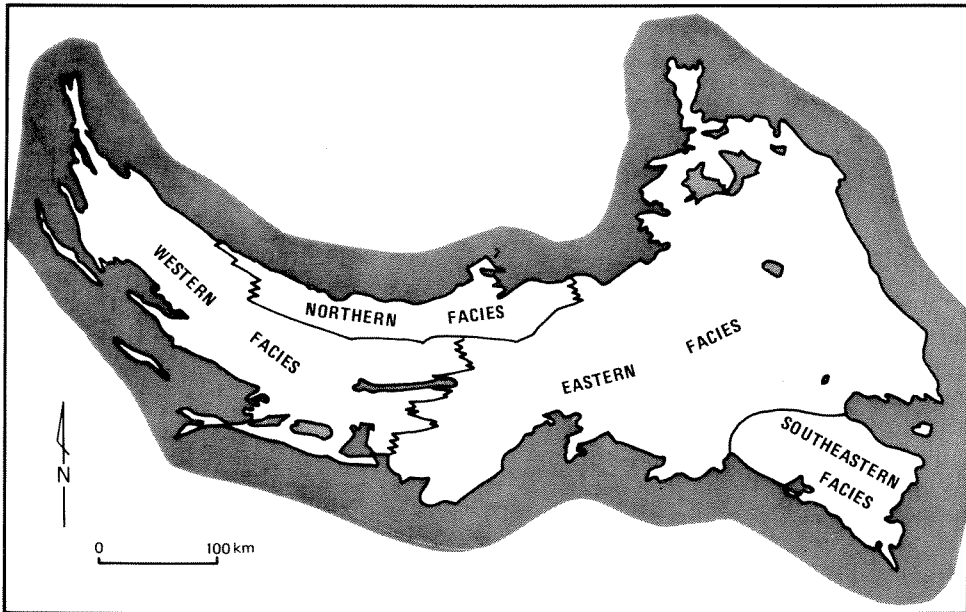 WESTERN FACIES
NORTHERN FACIES
EASTERN FACIES
SOUTHEASTERN FACIES
N
0 100 km